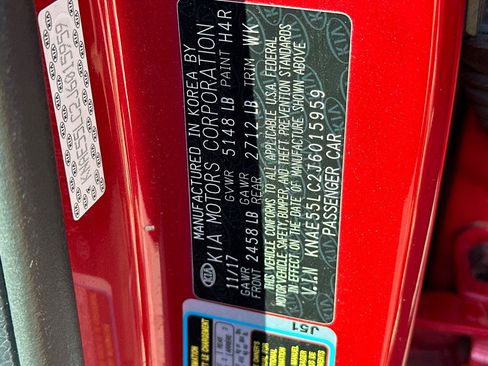 MANUFACTURED IN KOREA BY
KIA MOTORS CORPORATION
11/17 GVWR 5148 LB PAINT H4R
GAWR FRONT 2458 LB GAWR REAR 2712 LB TRIM WK
THIS VEHICLE CONFORMS TO ALL APPLICABLE U.S.A. FEDERAL
MOTOR VEHICLE SAFETY, BUMPER, AND THEFT PREVENTION STANDARDS
IN EFFECT ON THE DATE OF MANUFACTURE SHOWN ABOVE.
V.I.N KNAE55LC2J6015959
PASSENGER CAR
KIA
KNAE55LC2J6015959
J51